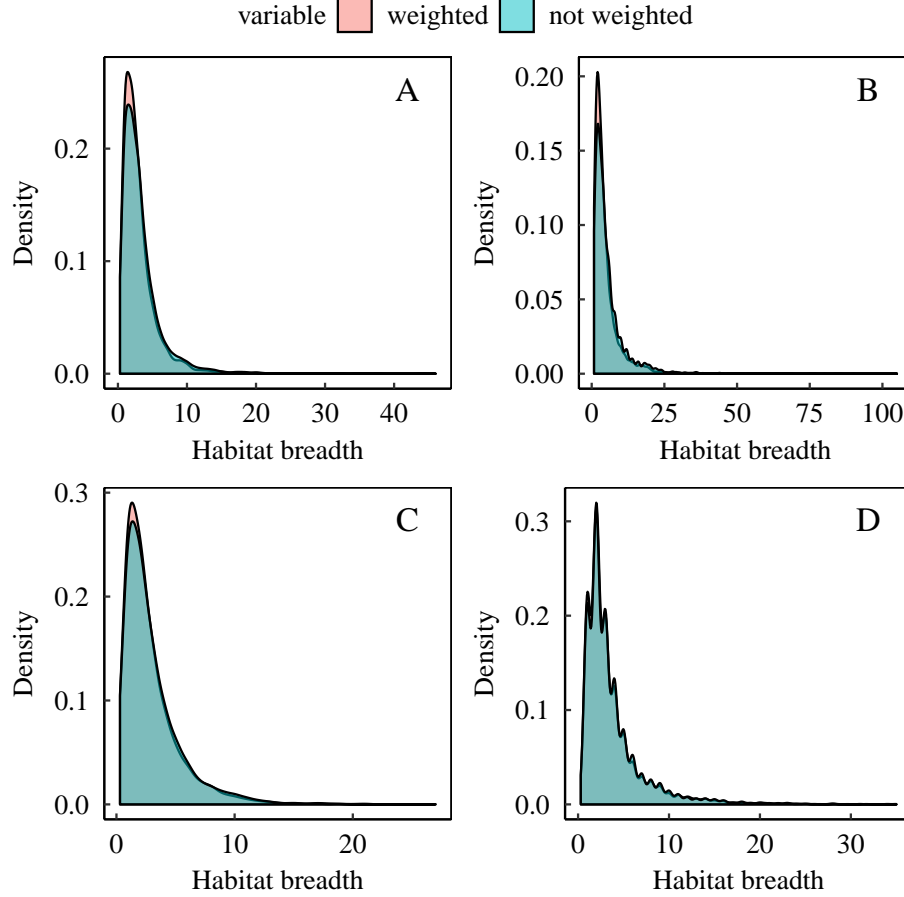 variable weighted not weighted
A
0.2
0.1
0.0
Density
0 10 20 30 40
Habitat breadth
B
0.20
0.15
0.10
0.05
0.00
Density
0 25 50 75 100
Habitat breadth
C
0.3
0.2
0.1
0.0
Density
0 10 20
Habitat breadth
D
0.3
0.2
0.1
0.0
Density
0 10 20 30
Habitat breadth